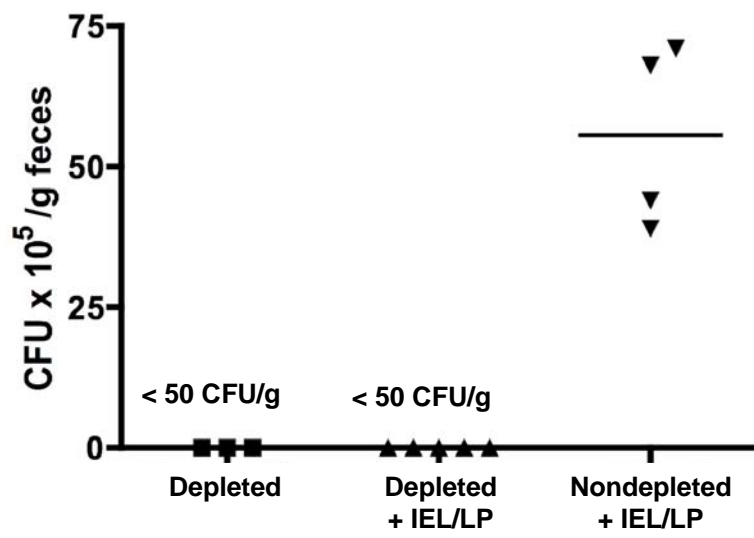 CFU x 10⁵ /g feces
75
50
25
0
< 50 CFU/g
< 50 CFU/g
Depleted
Depleted
+ IEL/LP
Nondepleted
+ IEL/LP